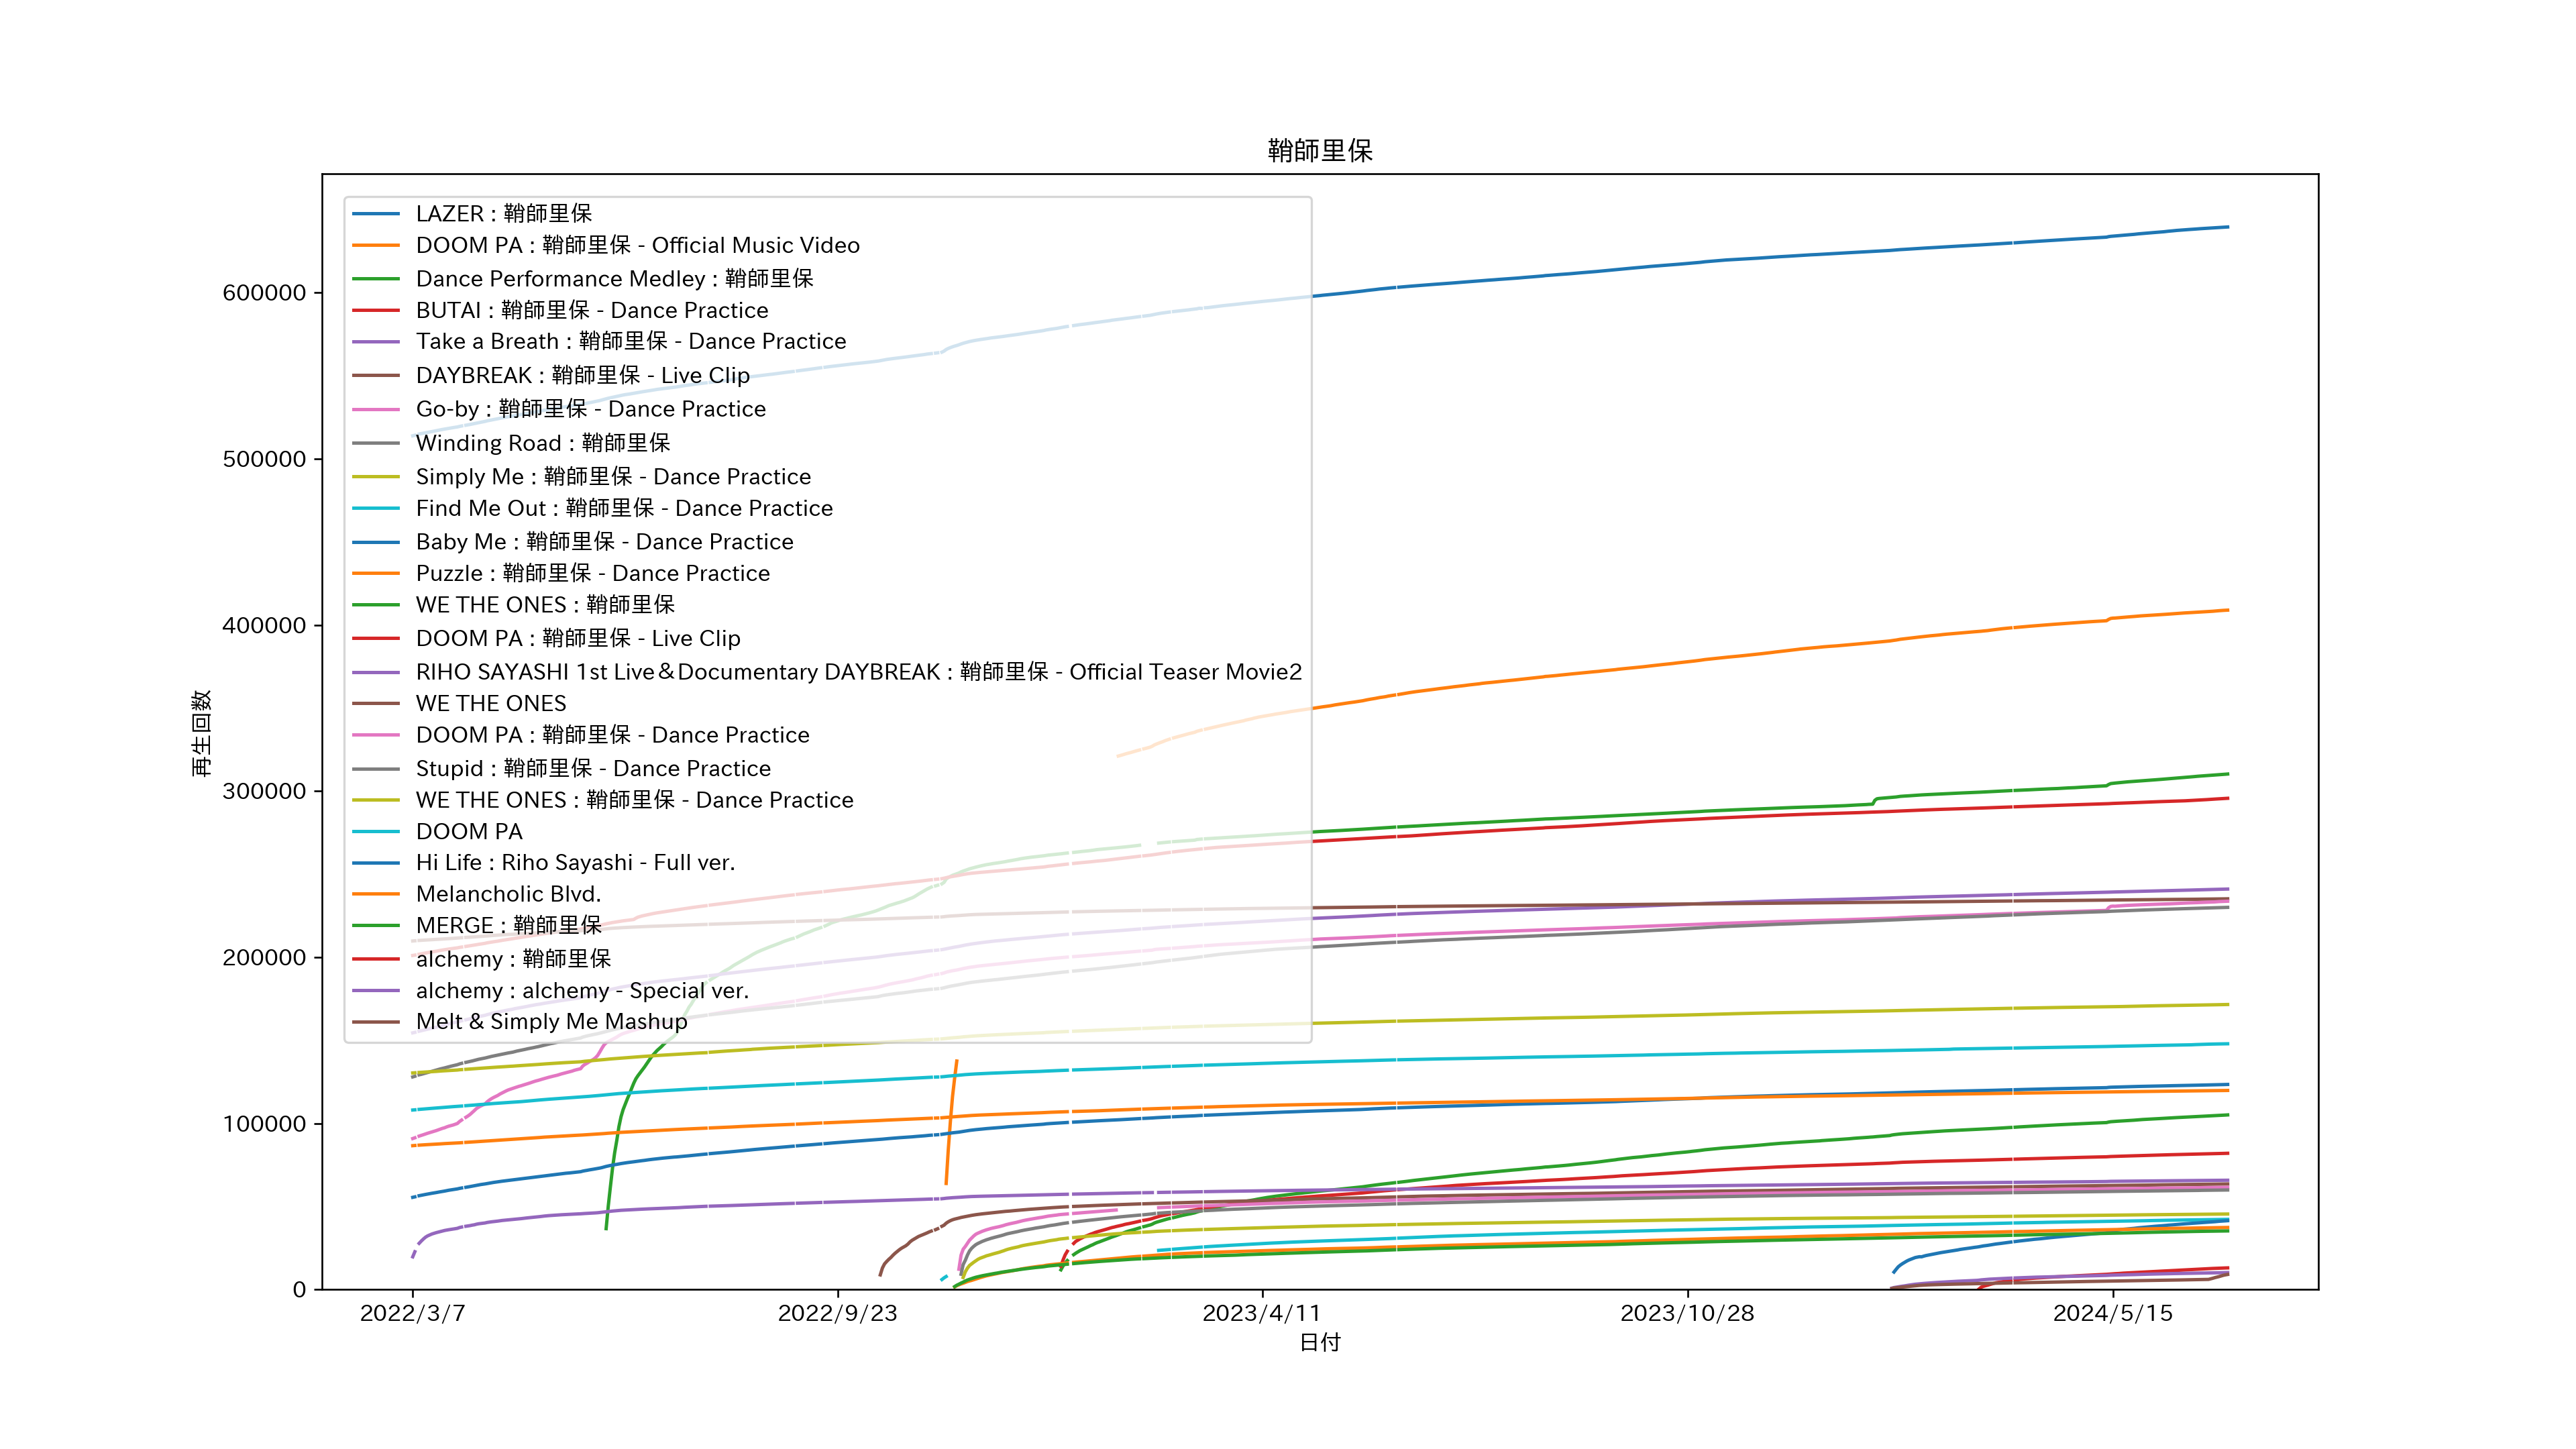 鞘師里保
LAZER : 鞘師里保
DOOM PA : 鞘師里保 - Official Music Video
Dance Performance Medley : 鞘師里保
BUTAI : 鞘師里保 - Dance Practice
Take a Breath : 鞘師里保 - Dance Practice
DAYBREAK : 鞘師里保 - Live Clip
Go-by : 鞘師里保 - Dance Practice
Winding Road : 鞘師里保
Simply Me : 鞘師里保 - Dance Practice
Find Me Out : 鞘師里保 - Dance Practice
Baby Me : 鞘師里保 - Dance Practice
Puzzle : 鞘師里保 - Dance Practice
WE THE ONES : 鞘師里保
DOOM PA : 鞘師里保 - Live Clip
RIHO SAYASHI 1st Live＆Documentary DAYBREAK : 鞘師里保 - Official Teaser Movie2
WE THE ONES
DOOM PA : 鞘師里保 - Dance Practice
Stupid : 鞘師里保 - Dance Practice
WE THE ONES : 鞘師里保 - Dance Practice
DOOM PA
Hi Life : Riho Sayashi - Full ver.
Melancholic Blvd.
MERGE : 鞘師里保
alchemy : 鞘師里保
alchemy : alchemy - Special ver.
Melt & Simply Me Mashup
600000
500000
400000
300000
200000
100000
0
再生回数
2022/3/7
2022/9/23
2023/4/11
2023/10/28
2024/5/15
日付